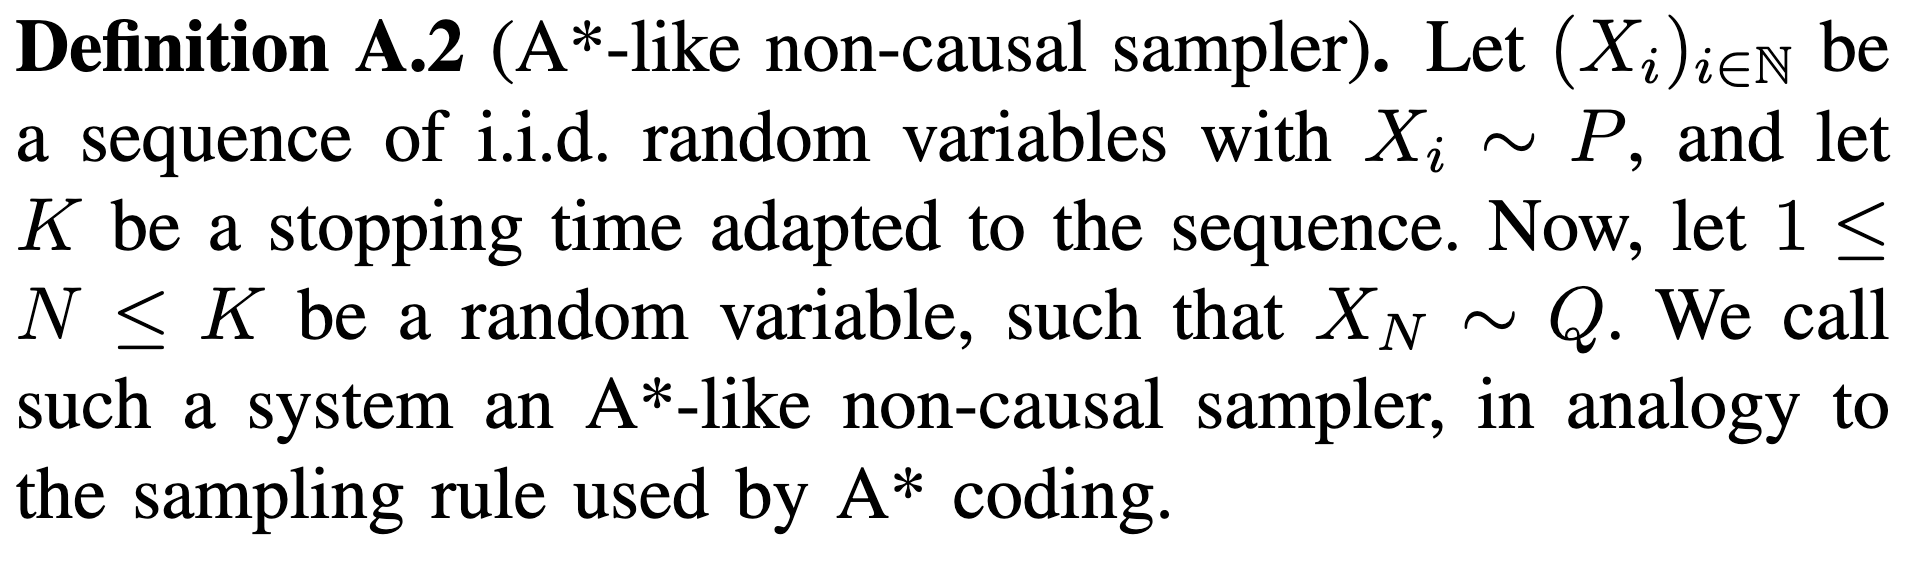 Definition A.2 (A*-like non-causal sampler). Let $(X_i)_{i \in \mathbb{N}}$ be
a sequence of i.i.d. random variables with $X_i \sim P$, and let
$K$ be a stopping time adapted to the sequence. Now, let $1 \leq$
$N \leq K$ be a random variable, such that $X_N \sim Q$. We call
such a system an A*-like non-causal sampler, in analogy to
the sampling rule used by A* coding.